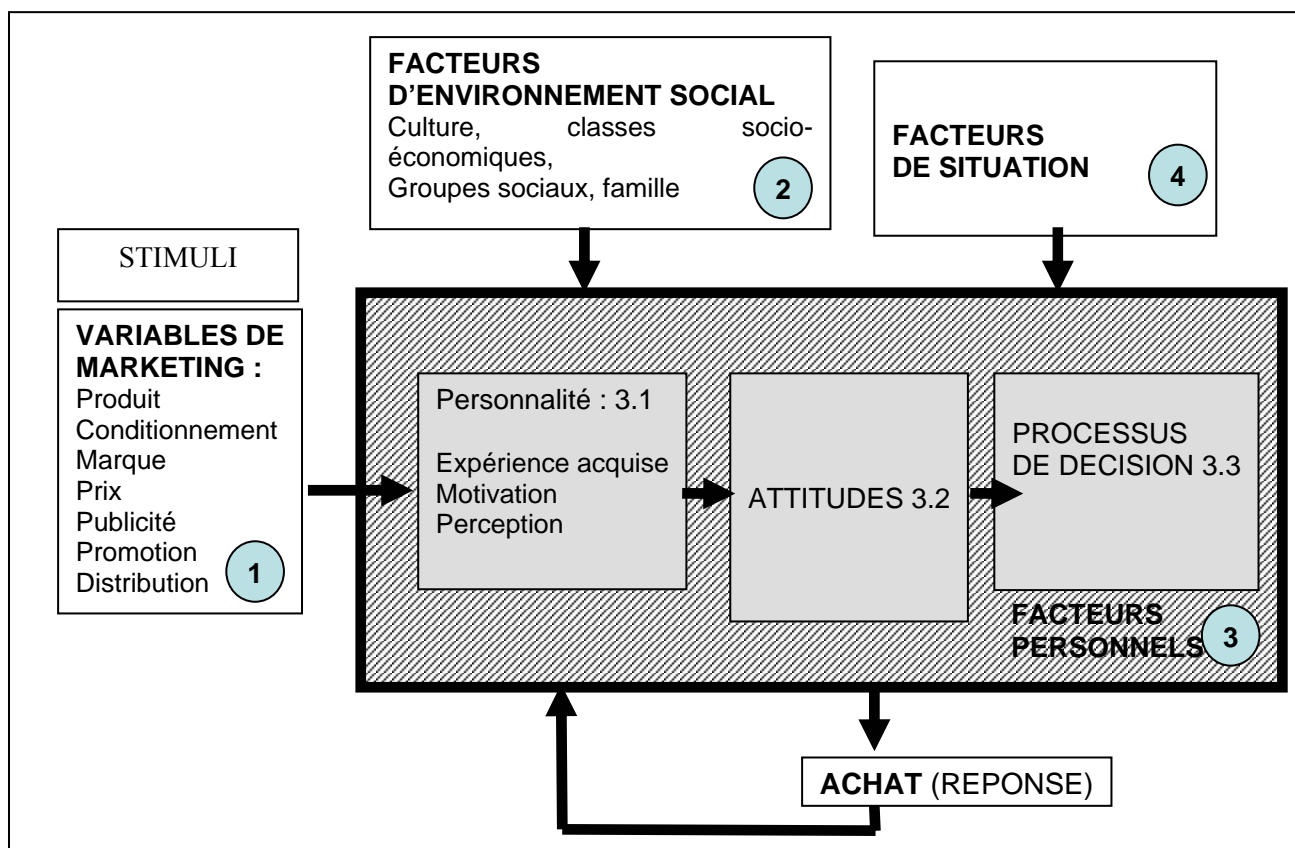 FACTEURS
D’ENVIRONNEMENT SOCIAL
Culture, classes socio-
économiques,
Groupes sociaux, famille
2
FACTEURS
DE SITUATION
4
STIMULI
VARIABLES DE
MARKETING :
Produit
Conditionnement
Marque
Prix
Publicité
Promotion
Distribution
1
Personnalité : 3.1
Expérience acquise
Motivation
Perception
ATTITUDES 3.2
PROCESSUS
DE DECISION 3.3
FACTEURS
PERSONNELS
3
ACHAT (REPONSE)